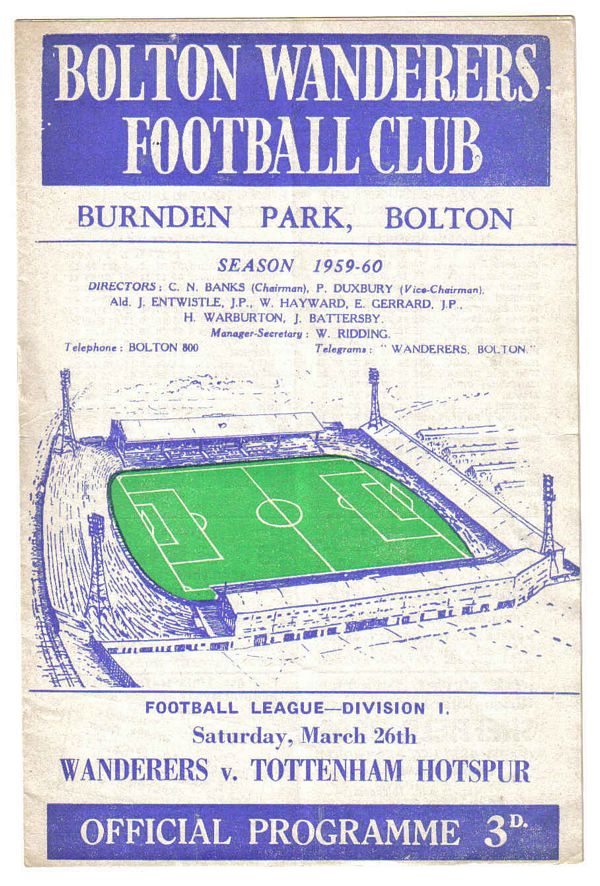 BOLTON WANDERERS
FOOTBALL CLUB
BURNDEN PARK, BOLTON
SEASON 1959-60
DIRECTORS: C. N. BANKS (Chairman), P. DUXBURY (Vice-Chairman),
Ald. J. ENTWISTLE, J.P., W. HAYWARD, E. GERRARD, J.P.,
H. WARBURTON, J. BATTERSBY.
Manager-Secretary: W. RIDDING.
Telephone: BOLTON 800 Telegrams: "WANDERERS, BOLTON."
FOOTBALL LEAGUE—DIVISION I.
Saturday, March 26th
WANDERERS v. TOTTENHAM HOTSPUR
OFFICIAL PROGRAMME 3D.